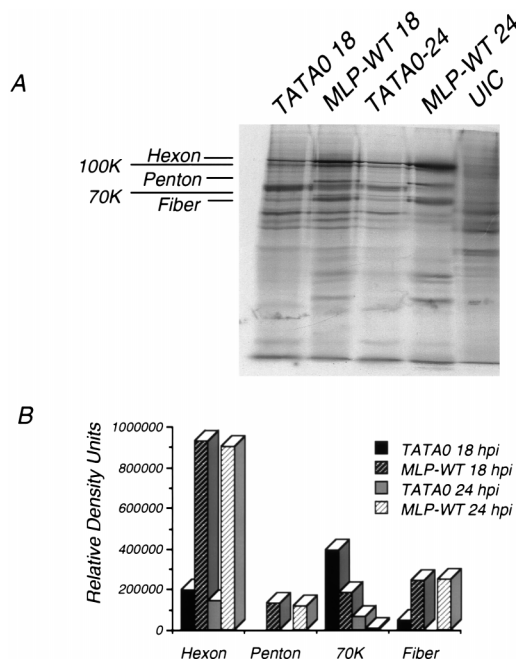 A
TATA0 18
MLP-WT 18
TATA0-24
MLP-WT 24
UIC
Hexon
100K
Penton
70K
Fiber
B
Relative Density Units
1000000
800000
600000
400000
200000
0
TATA0 18 hpi
MLP-WT 18 hpi
TATA0 24 hpi
MLP-WT 24 hpi
Hexon Penton 70K Fiber